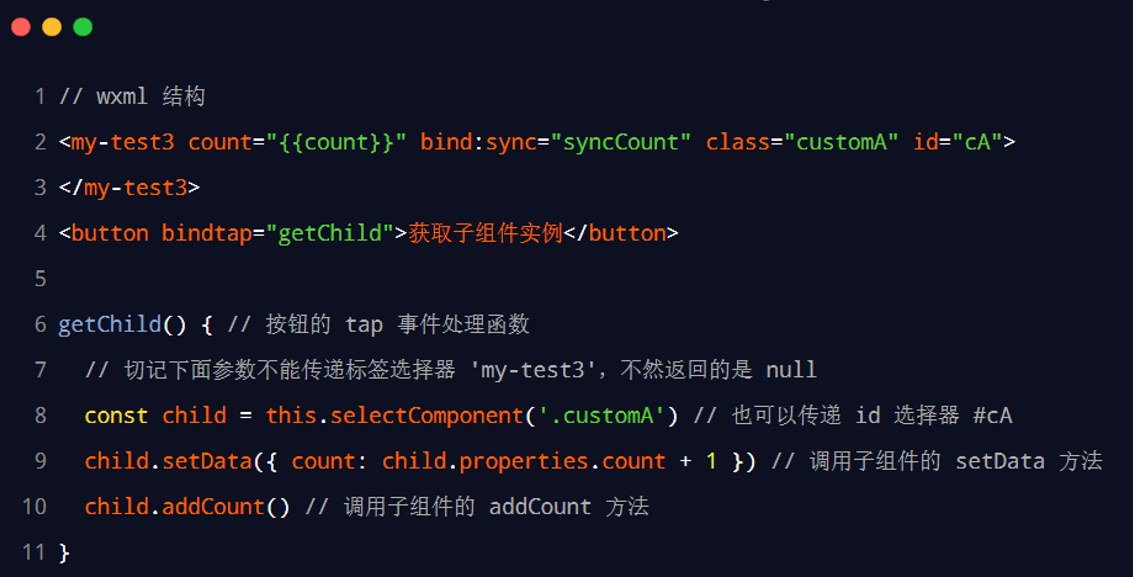 1 // wxml 结构
2 <my-test3 count="{{count}}" bind:sync="syncCount" class="customA" id="cA">
3 </my-test3>
4 <button bindtap="getChild">获取子组件实例</button>
5
6 getChild() { // 按钮的 tap 事件处理函数
7   // 切记下面参数不能传递标签选择器 'my-test3'，不然返回的是 null
8   const child = this.selectComponent('.customA') // 也可以传递 id 选择器 #cA
9   child.setData({ count: child.properties.count + 1 }) // 调用子组件的 setData 方法
10   child.addCount() // 调用子组件的 addCount 方法
11 }